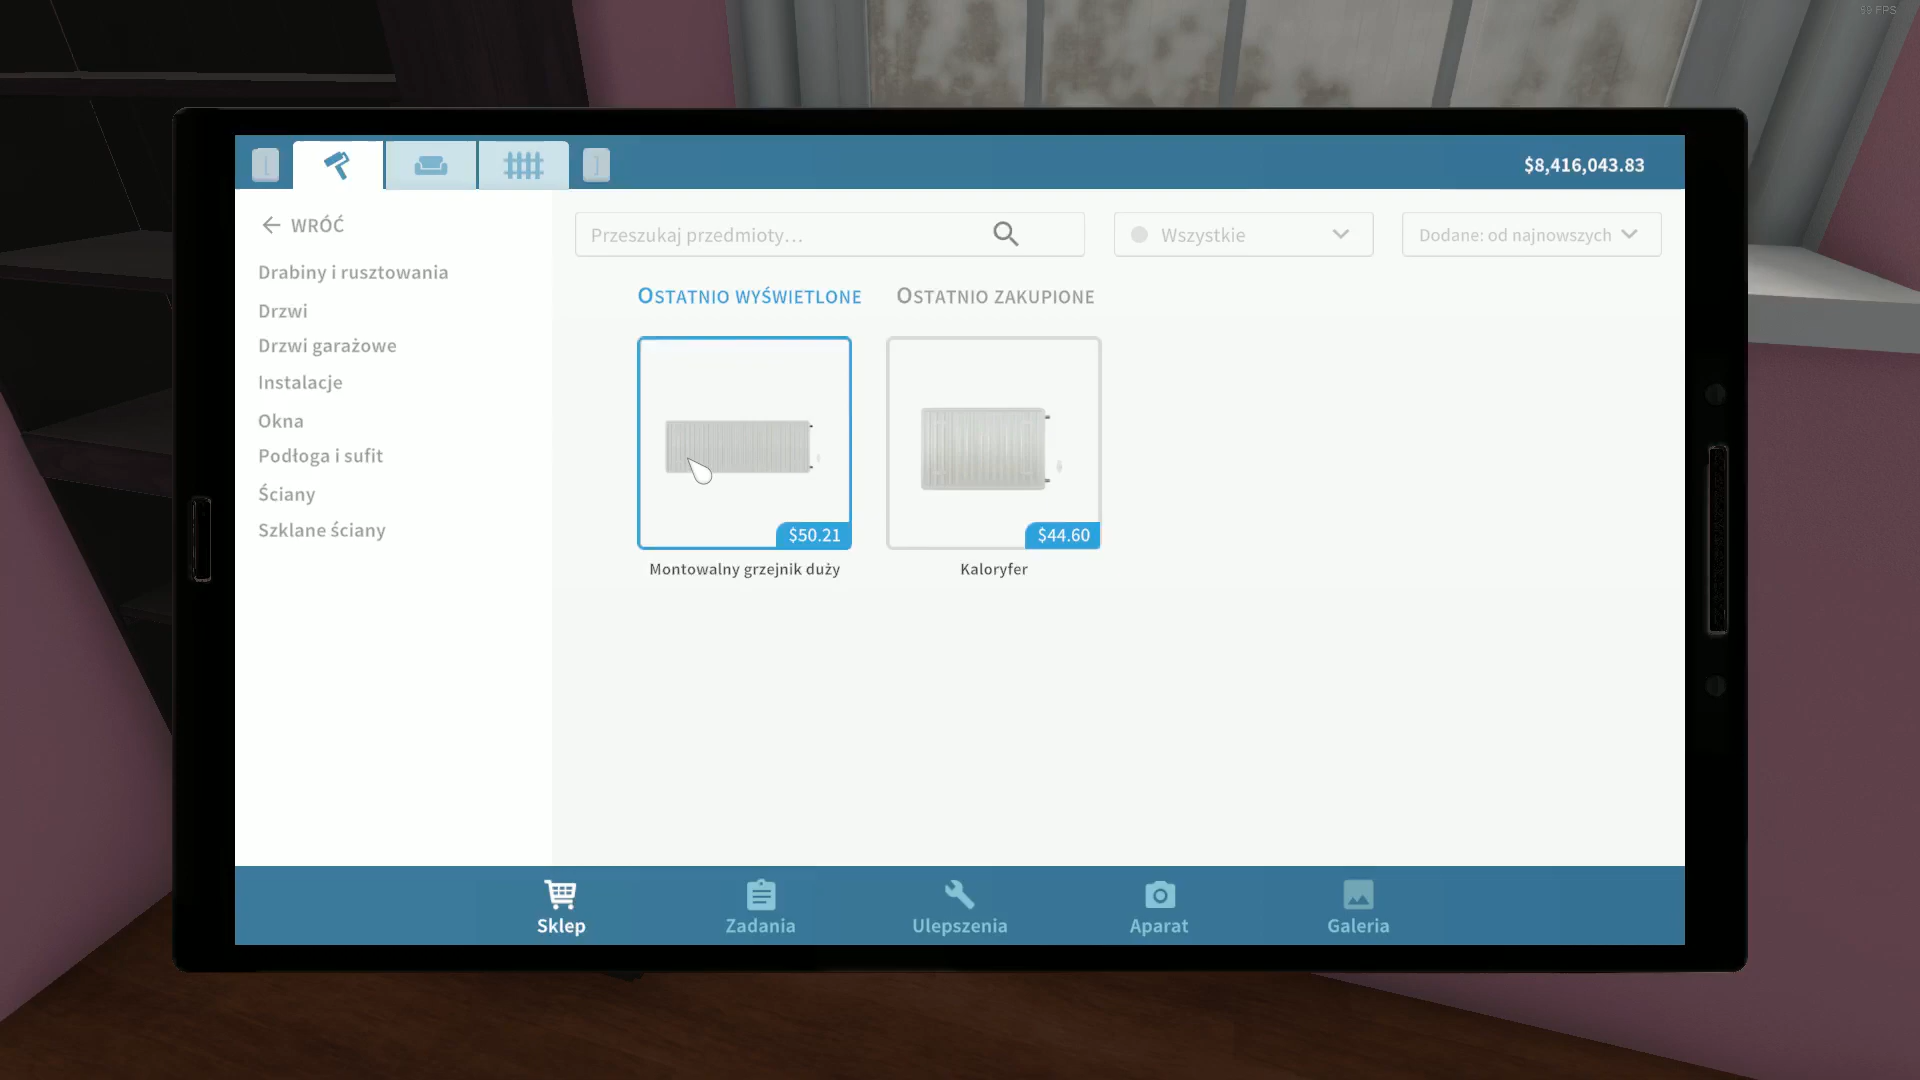 59 FPS
[
]
$8,416,043.83
WRÓĆ
Drabiny i rusztowania
Drzwi
Drzwi garażowe
Instalacje
Okna
Podłoga i sufit
Ściany
Szklane ściany
Przeszukaj przedmioty...
Wszystkie
Dodane: od najnowszych
OSTATNIO WYŚWIETLONE
OSTATNIO ZAKUPIONE
$50.21
Montowalny grzejnik duży
$44.60
Kaloryfer
Sklep
Zadania
Ulepszenia
Aparat
Galeria